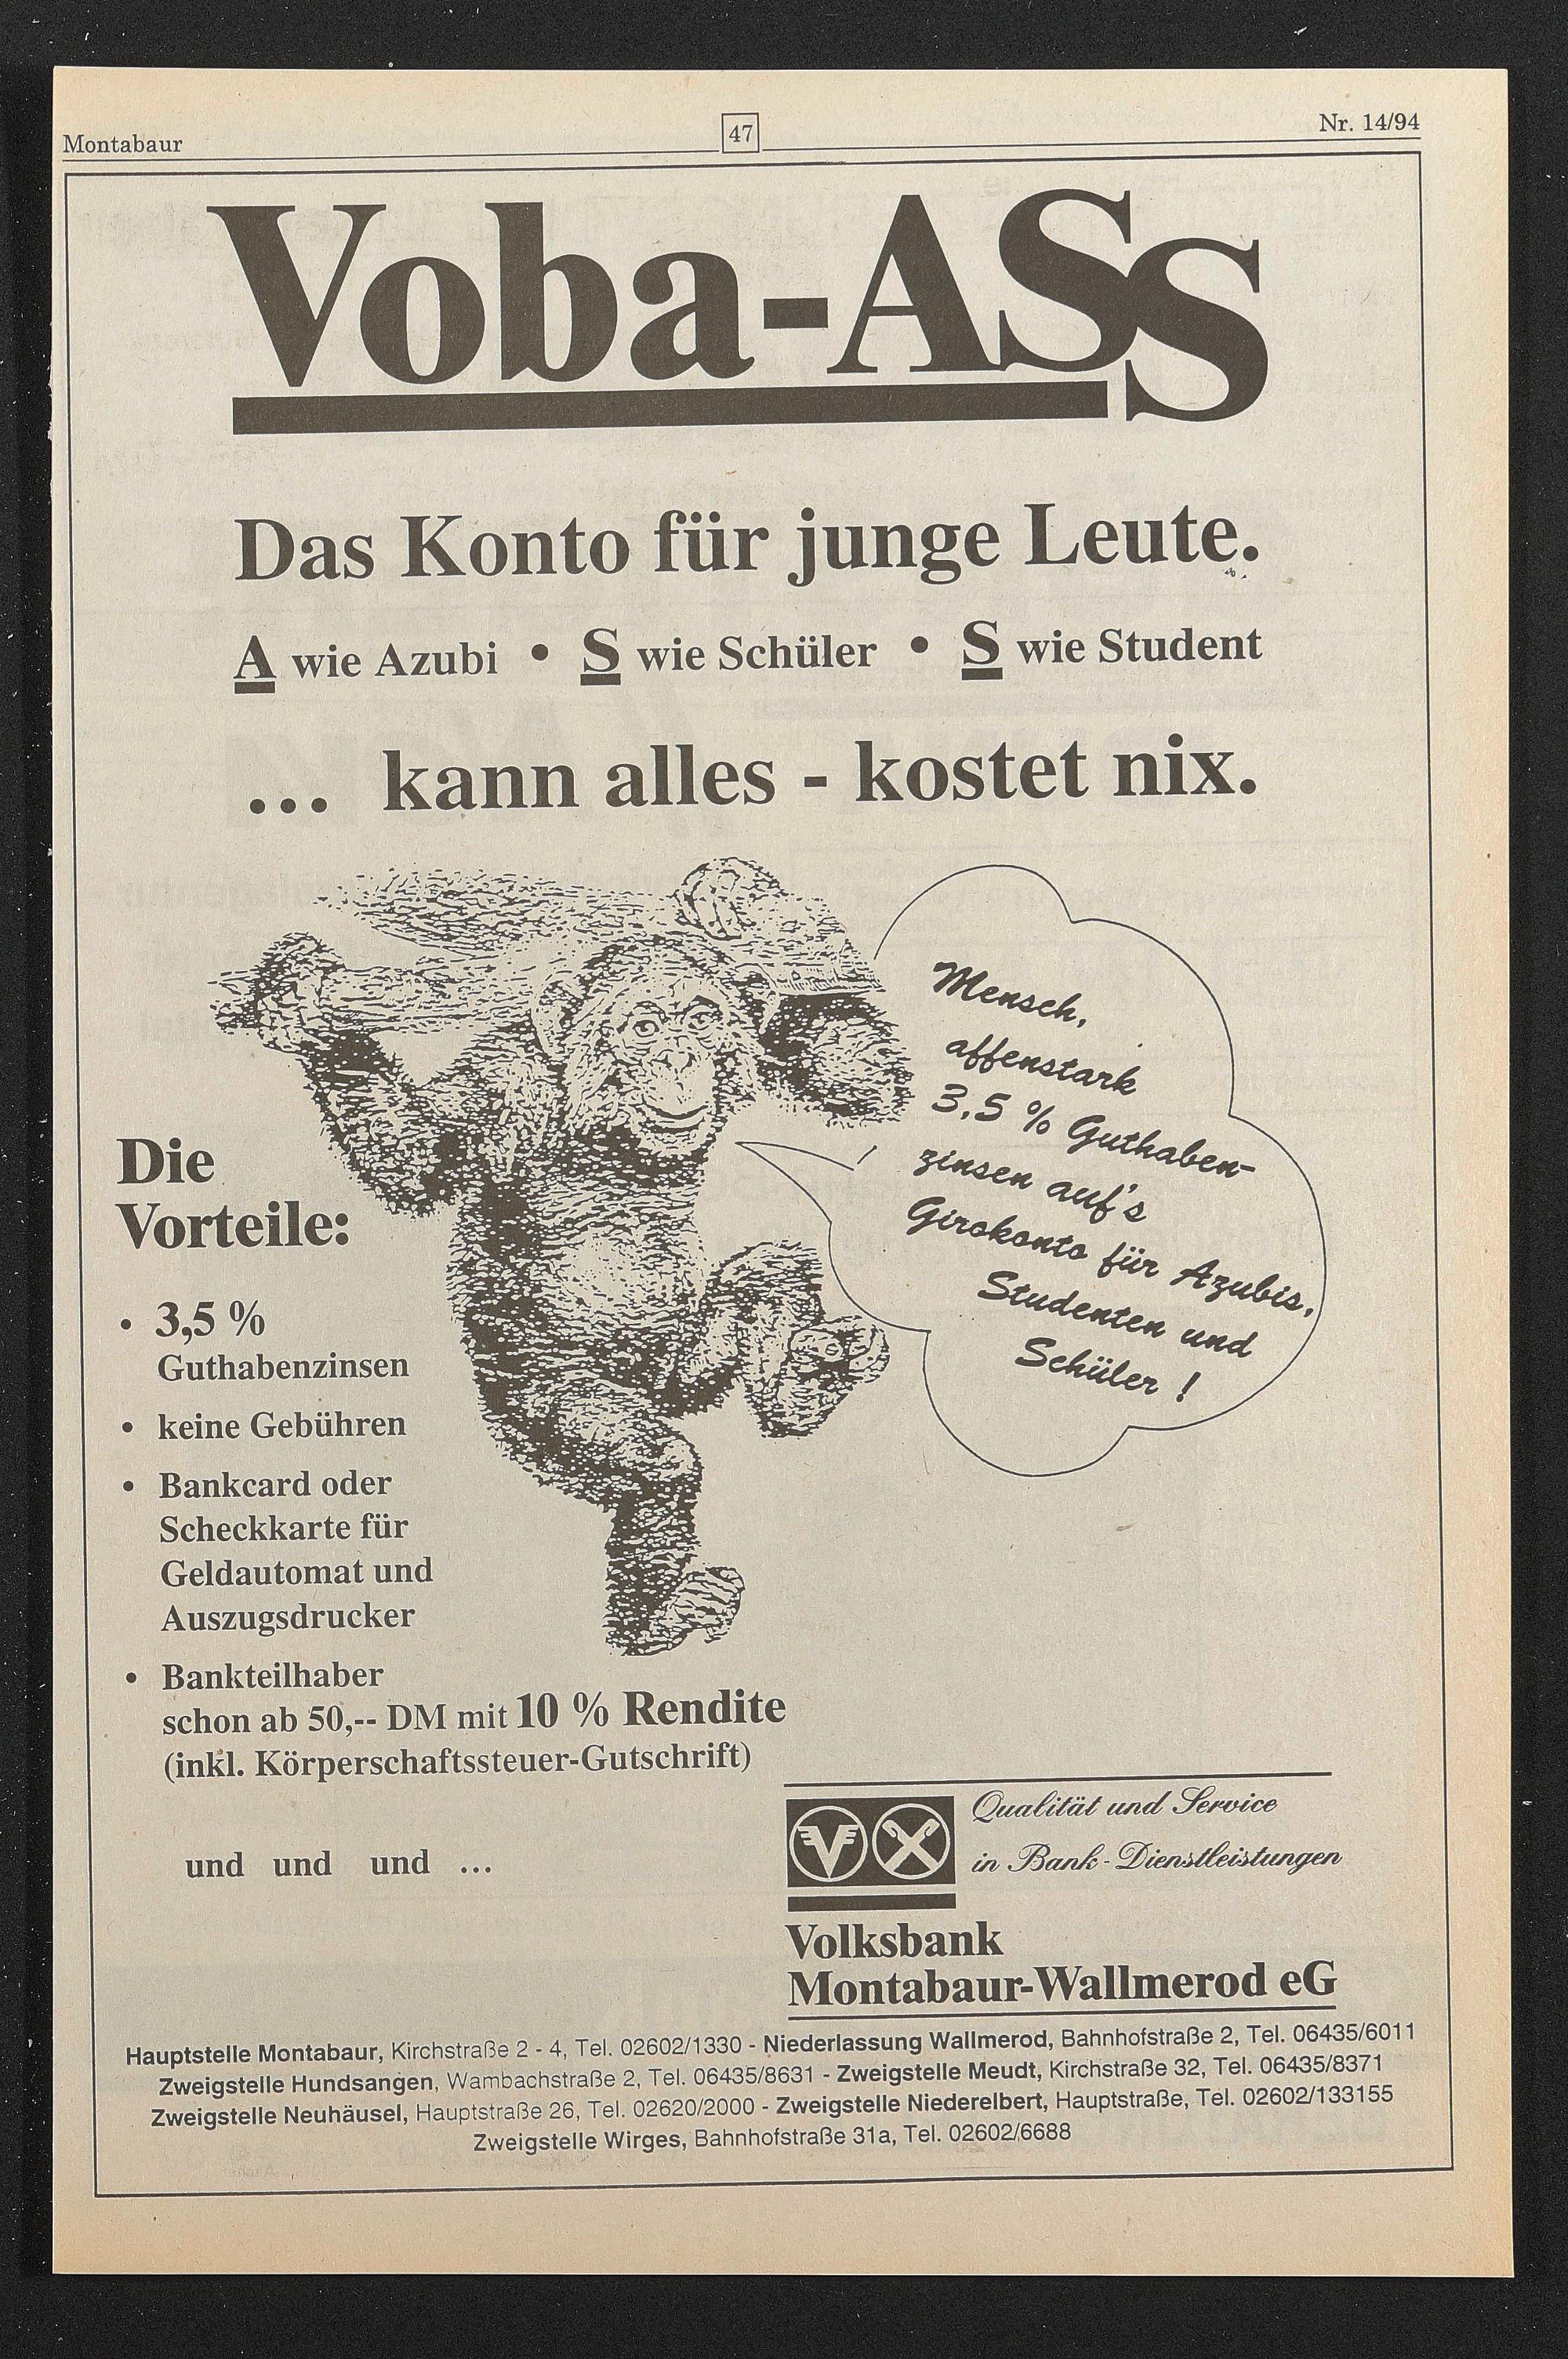 Montabaur
47
Nr. 14/94
Voba-ASS
Das Konto für junge Leute.
A wie Azubi • S wie Schüler • S wie Student
... kann alles - kostet nix.
Mensch,
affenstark
3,5 % Guthaben-
zinsen auf's
Girokonto für Azubis,
Studenten und
Schüler !
Die
Vorteile:
• 3,5 %
Guthabenzinsen
• keine Gebühren
• Bankcard oder
Scheckkarte für
Geldautomat und
Auszugsdrucker
• Bankteilhaber
schon ab 50,-- DM mit 10 % Rendite
(inkl. Körperschaftssteuer-Gutschrift)
und und und ...
Qualität und Service
in Bank-Dienstleistungen
Volksbank
Montabaur-Wallmerod eG
Hauptstelle Montabaur, Kirchstraße 2 - 4, Tel. 02602/1330 - Niederlassung Wallmerod, Bahnhofstraße 2, Tel. 06435/6011
Zweigstelle Hundsangen, Wambachstraße 2, Tel. 06435/8631 - Zweigstelle Meudt, Kirchstraße 32, Tel. 06435/8371
Zweigstelle Neuhäusel, Hauptstraße 26, Tel. 02620/2000 - Zweigstelle Niederelbert, Hauptstraße, Tel. 02602/133155
Zweigstelle Wirges, Bahnhofstraße 31a, Tel. 02602/6688